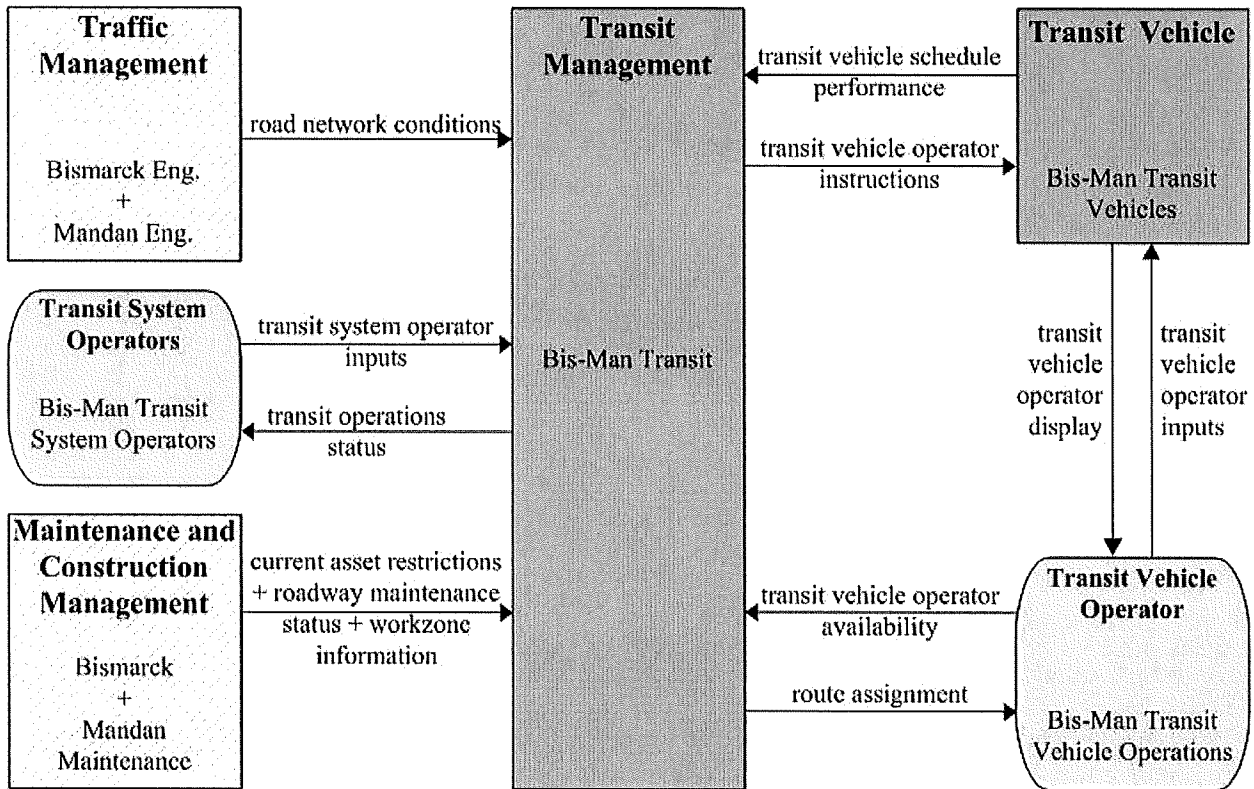 Traffic
Management
Bismarck Eng.
+
Mandan Eng.
road network conditions
Transit System
Operators
Bis-Man Transit
System Operators
transit system operator
inputs
transit operations
status
Maintenance and
Construction
Management
Bismarck
+
Mandan
Maintenance
current asset restrictions
+ roadway maintenance
status + workzone
information
Transit
Management
Bis-Man Transit
transit vehicle schedule
performance
transit vehicle operator
instructions
Transit Vehicle
Bis-Man Transit
Vehicles
transit
vehicle
operator
display
transit
vehicle
operator
inputs
transit vehicle operator
availability
route assignment
Transit Vehicle
Operator
Bis-Man Transit
Vehicle Operations